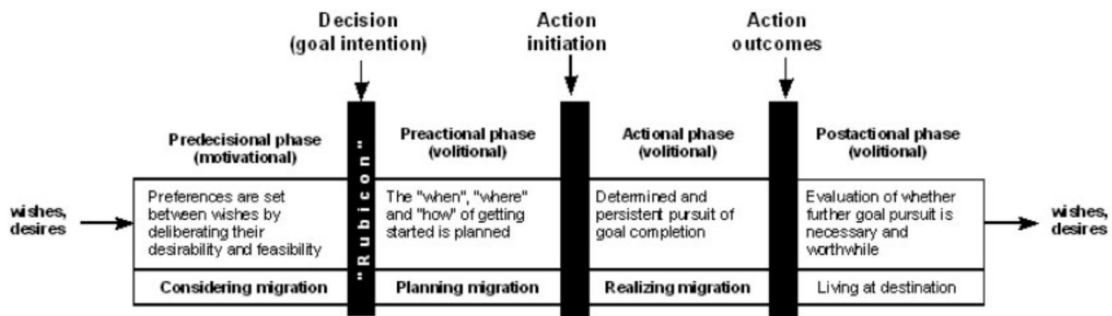 Decision
(goal intention)
Action
initiation
Action
outcomes
Predecisional phase
(motivational)
"Rubicon"
Preactional phase
(volitional)
Actional phase
(volitional)
Postactional phase
(volitional)
wishes,
desires
Preferences are set
between wishes by
deliberating their
desirability and feasibility
The "when", "where"
and "how" of getting
started is planned
Determined and
persistent pursuit of
goal completion
Evaluation of whether
further goal pursuit is
necessary and
worthwhile
wishes,
desires
Considering migration
Planning migration
Realizing migration
Living at destination